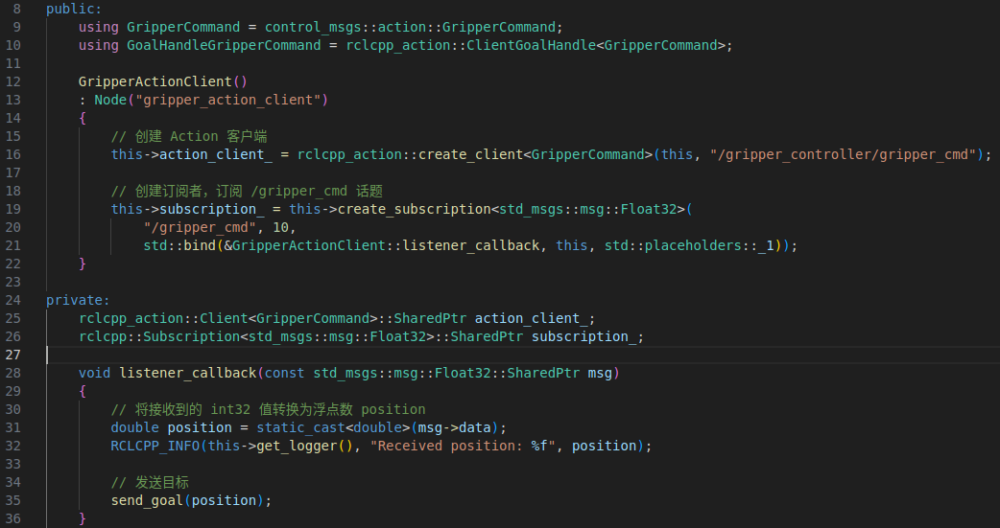 8 public:
9 using GripperCommand = control_msgs::action::GripperCommand;
10 using GoalHandleGripperCommand = rclcpp_action::ClientGoalHandle<GripperCommand>;
11
12 GripperActionClient()
13 : Node("gripper_action_client")
14 {
15 // 创建 Action 客户端
16 this->action_client_ = rclcpp_action::create_client<GripperCommand>(this, "/gripper_controller/gripper_cmd");
17
18 // 创建订阅者，订阅 /gripper_cmd 话题
19 this->subscription_ = this->create_subscription<std_msgs::msg::Float32>(
20 "/gripper_cmd", 10,
21 std::bind(&GripperActionClient::listener_callback, this, std::placeholders::_1));
22 }
23
24 private:
25 rclcpp_action::Client<GripperCommand>::SharedPtr action_client_;
26 rclcpp::Subscription<std_msgs::msg::Float32>::SharedPtr subscription_;
27
28 void listener_callback(const std_msgs::msg::Float32::SharedPtr msg)
29 {
30 // 将接收到的 int32 值转换为浮点数 position
31 double position = static_cast<double>(msg->data);
32 RCLCPP_INFO(this->get_logger(), "Received position: %f", position);
33
34 // 发送目标
35 send_goal(position);
36 }